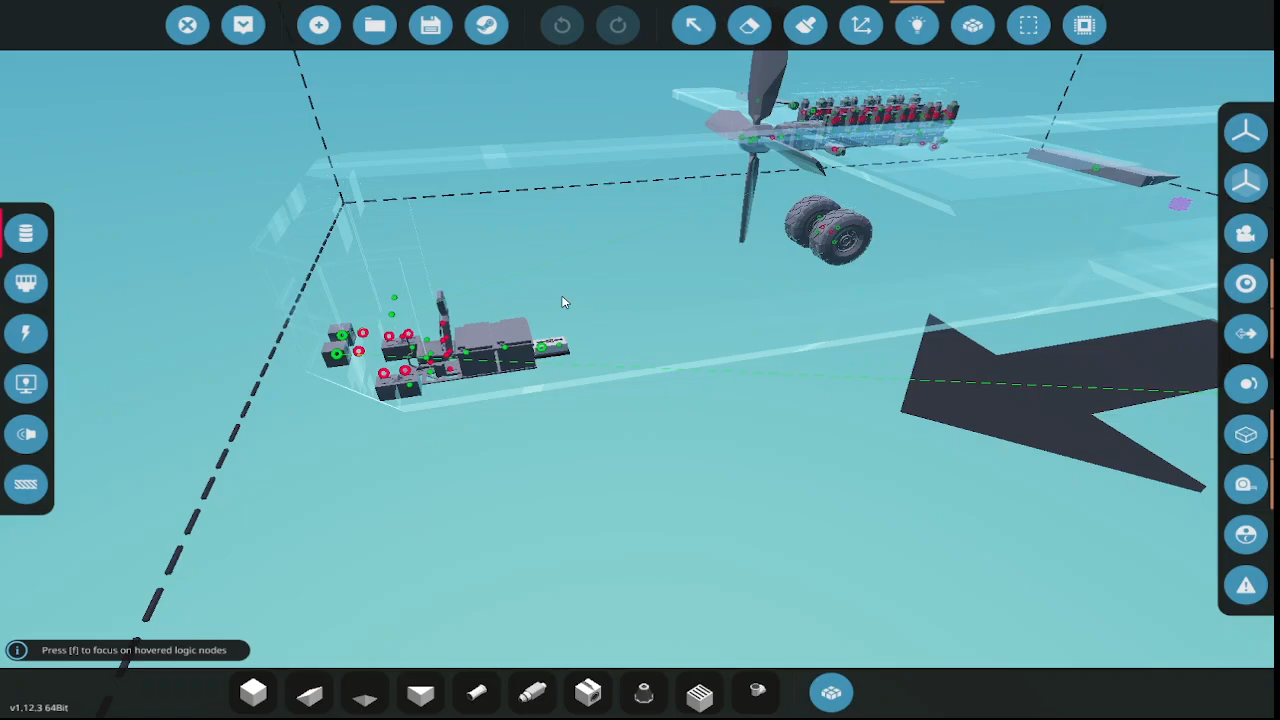 Press [f] to focus on hovered logic nodes
v1.12.3 64Bit